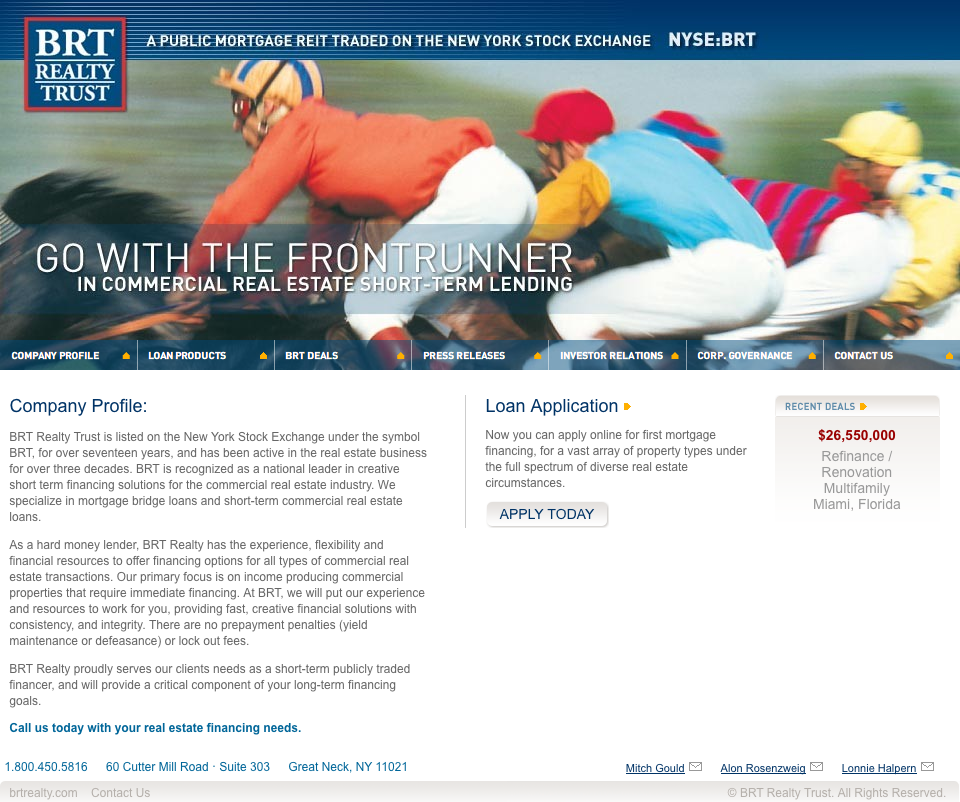 BRT
REALTY
TRUST
A PUBLIC MORTGAGE REIT TRADED ON THE NEW YORK STOCK EXCHANGE NYSE:BRT
GO WITH THE FRONTRUNNER
IN COMMERCIAL REAL ESTATE SHORT-TERM LENDING
COMPANY PROFILE LOAN PRODUCTS BRT DEALS PRESS RELEASES INVESTOR RELATIONS CORP. GOVERNANCE CONTACT US
Company Profile:
BRT Realty Trust is listed on the New York Stock Exchange under the symbol
BRT, for over seventeen years, and has been active in the real estate business
for over three decades. BRT is recognized as a national leader in creative
short term financing solutions for the commercial real estate industry. We
specialize in mortgage bridge loans and short-term commercial real estate
loans.
As a hard money lender, BRT Realty has the experience, flexibility and
financial resources to offer financing options for all types of commercial real
estate transactions. Our primary focus is on income producing commercial
properties that require immediate financing. At BRT, we will put our experience
and resources to work for you, providing fast, creative financial solutions with
consistency, and integrity. There are no prepayment penalties (yield
maintenance or defeasance) or lock out fees.
BRT Realty proudly serves our clients needs as a short-term publicly traded
financer, and will provide a critical component of your long-term financing
goals.
Call us today with your real estate financing needs.
Loan Application
Now you can apply online for first mortgage
financing, for a vast array of property types under
the full spectrum of diverse real estate
circumstances.
APPLY TODAY
RECENT DEALS
$26,550,000
Refinance /
Renovation
Multifamily
Miami, Florida
1.800.450.5816 60 Cutter Mill Road · Suite 303 Great Neck, NY 11021
Mitch Gould Alon Rosenzweig Lonnie Halpern
brtrealty.com Contact Us
© BRT Realty Trust. All Rights Reserved.